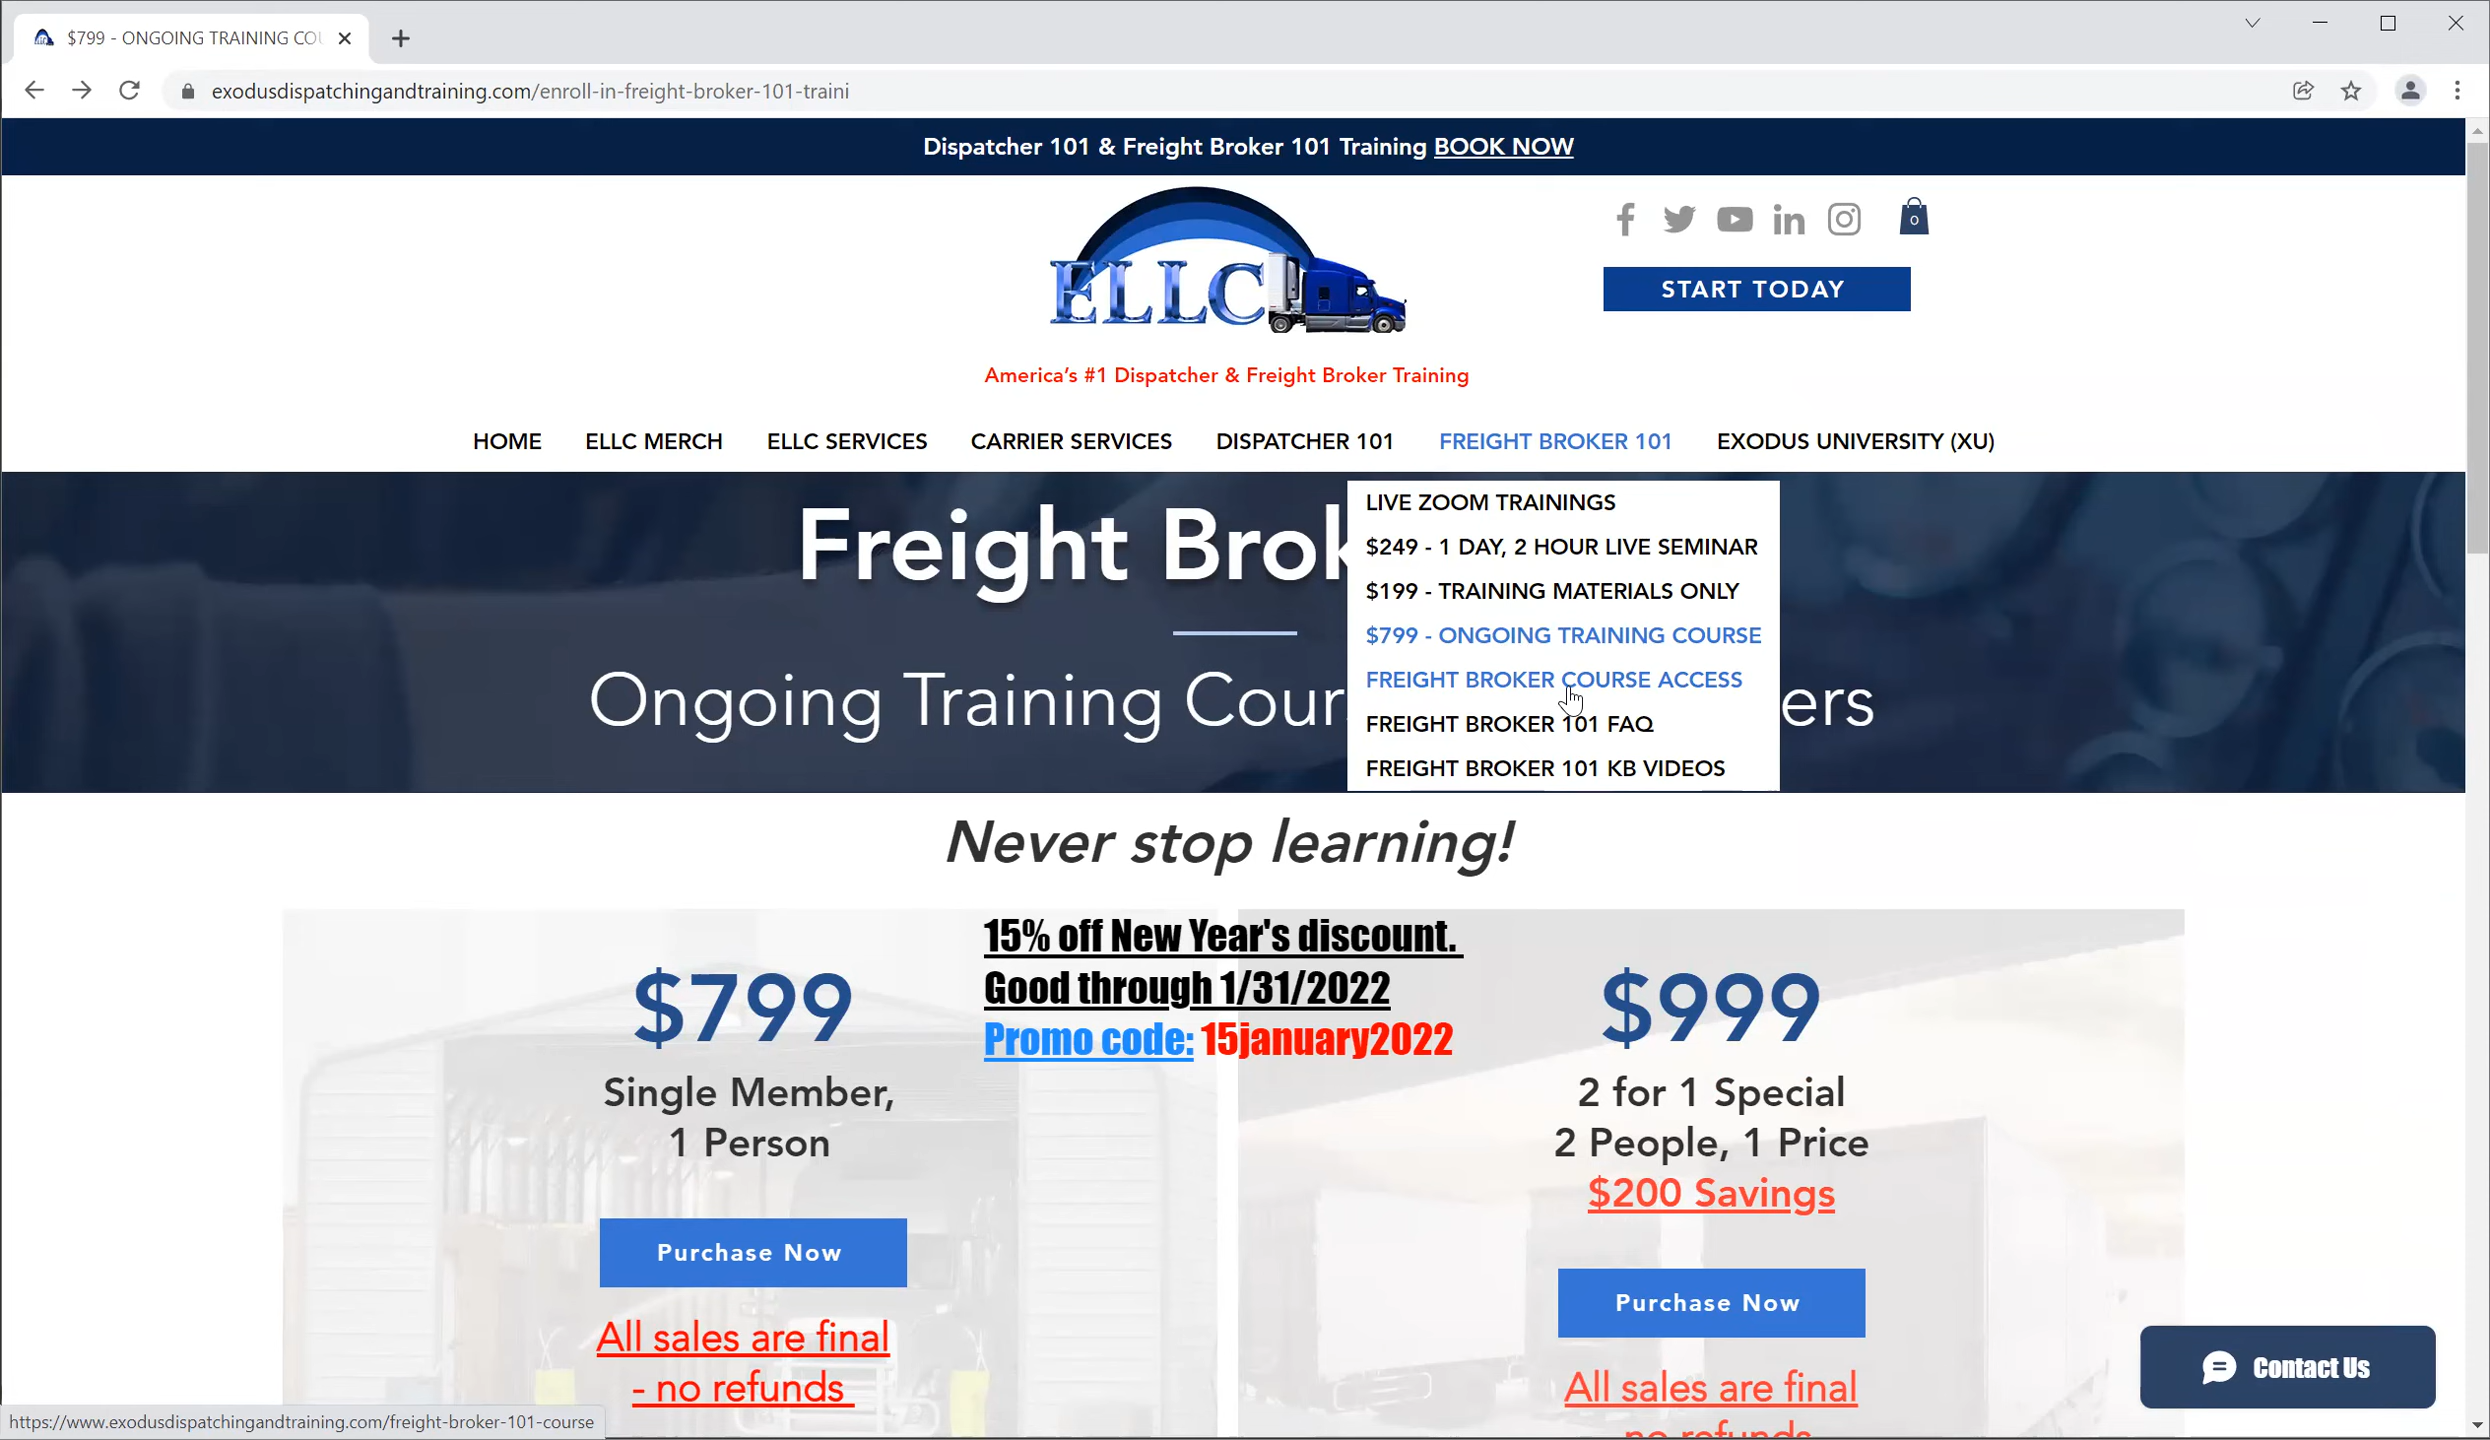 $799 - ONGOING TRAINING COU
exodusdispatchingandtraining.com/enroll-in-freight-broker-101-traini
Dispatcher 101 & Freight Broker 101 Training BOOK NOW
0
ELLC
START TODAY
America's #1 Dispatcher & Freight Broker Training
HOME
ELLC MERCH
ELLC SERVICES
CARRIER SERVICES
DISPATCHER 101
FREIGHT BROKER 101
EXODUS UNIVERSITY (XU)
LIVE ZOOM TRAININGS
$249 - 1 DAY, 2 HOUR LIVE SEMINAR
$199 - TRAINING MATERIALS ONLY
$799 - ONGOING TRAINING COURSE
FREIGHT BROKER COURSE ACCESS
FREIGHT BROKER 101 FAQ
FREIGHT BROKER 101 KB VIDEOS
Freight Brok
Ongoing Training Cour ers
Never stop learning!
15% off New Year's discount.
Good through 1/31/2022
Promo code: 15january2022
$799
Single Member,
1 Person
Purchase Now
All sales are final
- no refunds
$999
2 for 1 Special
2 People, 1 Price
$200 Savings
Purchase Now
All sales are final
no refunds
Contact Us
https://www.exodusdispatchingandtraining.com/freight-broker-101-course